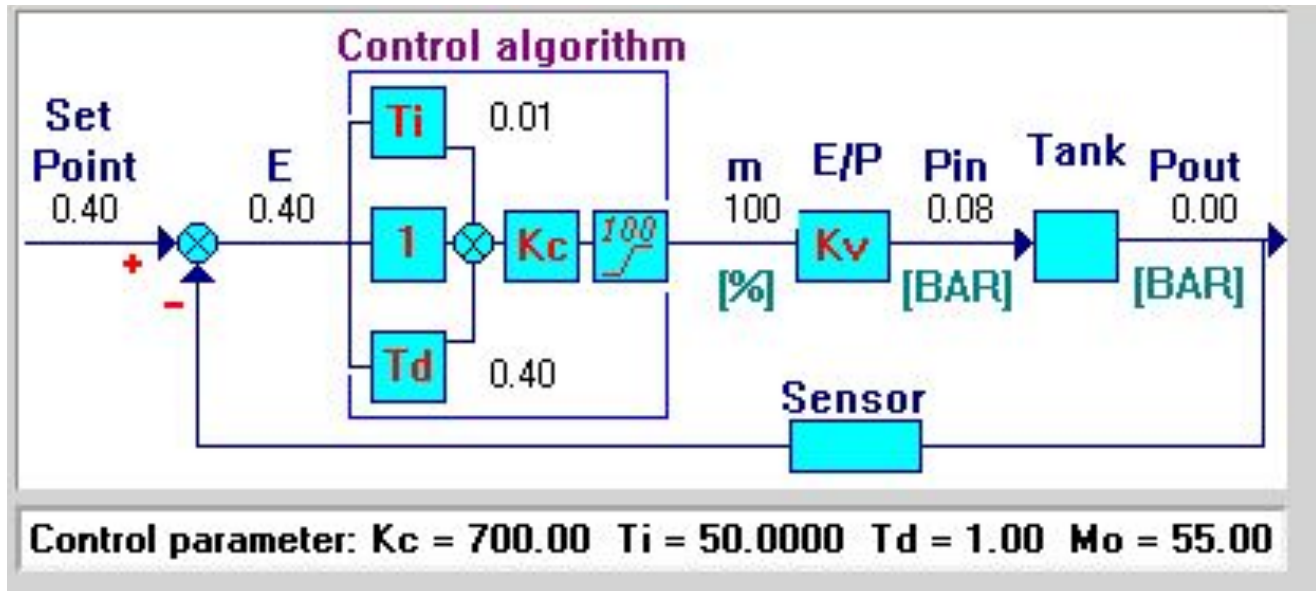 Control algorithm
Set
Point
0.40
E
0.40
Ti
0.01
1
Kc
100
Td
0.40
m
100
[%]
E/P
Kv
Pin
0.08
[BAR]
Tank
Pout
0.00
[BAR]
+
-
Sensor
Control parameter: Kc = 700.00 Ti = 50.0000 Td = 1.00 Mo = 55.00